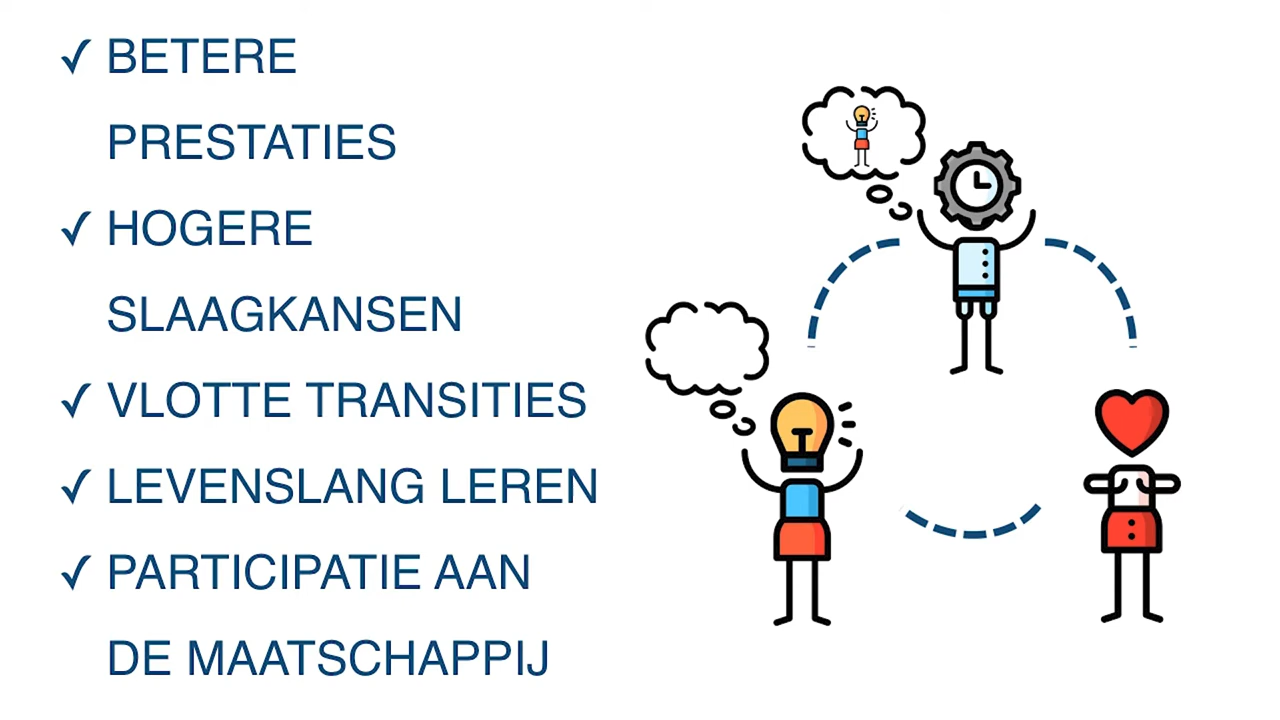 ✓ BETERE
PRESTATIES
✓ HOGERE
SLAAGKANSEN
✓ VLOTTE TRANSITIES
✓ LEVENSLANG LEREN
✓ PARTICIPATIE AAN
DE MAATSCHAPPIJ